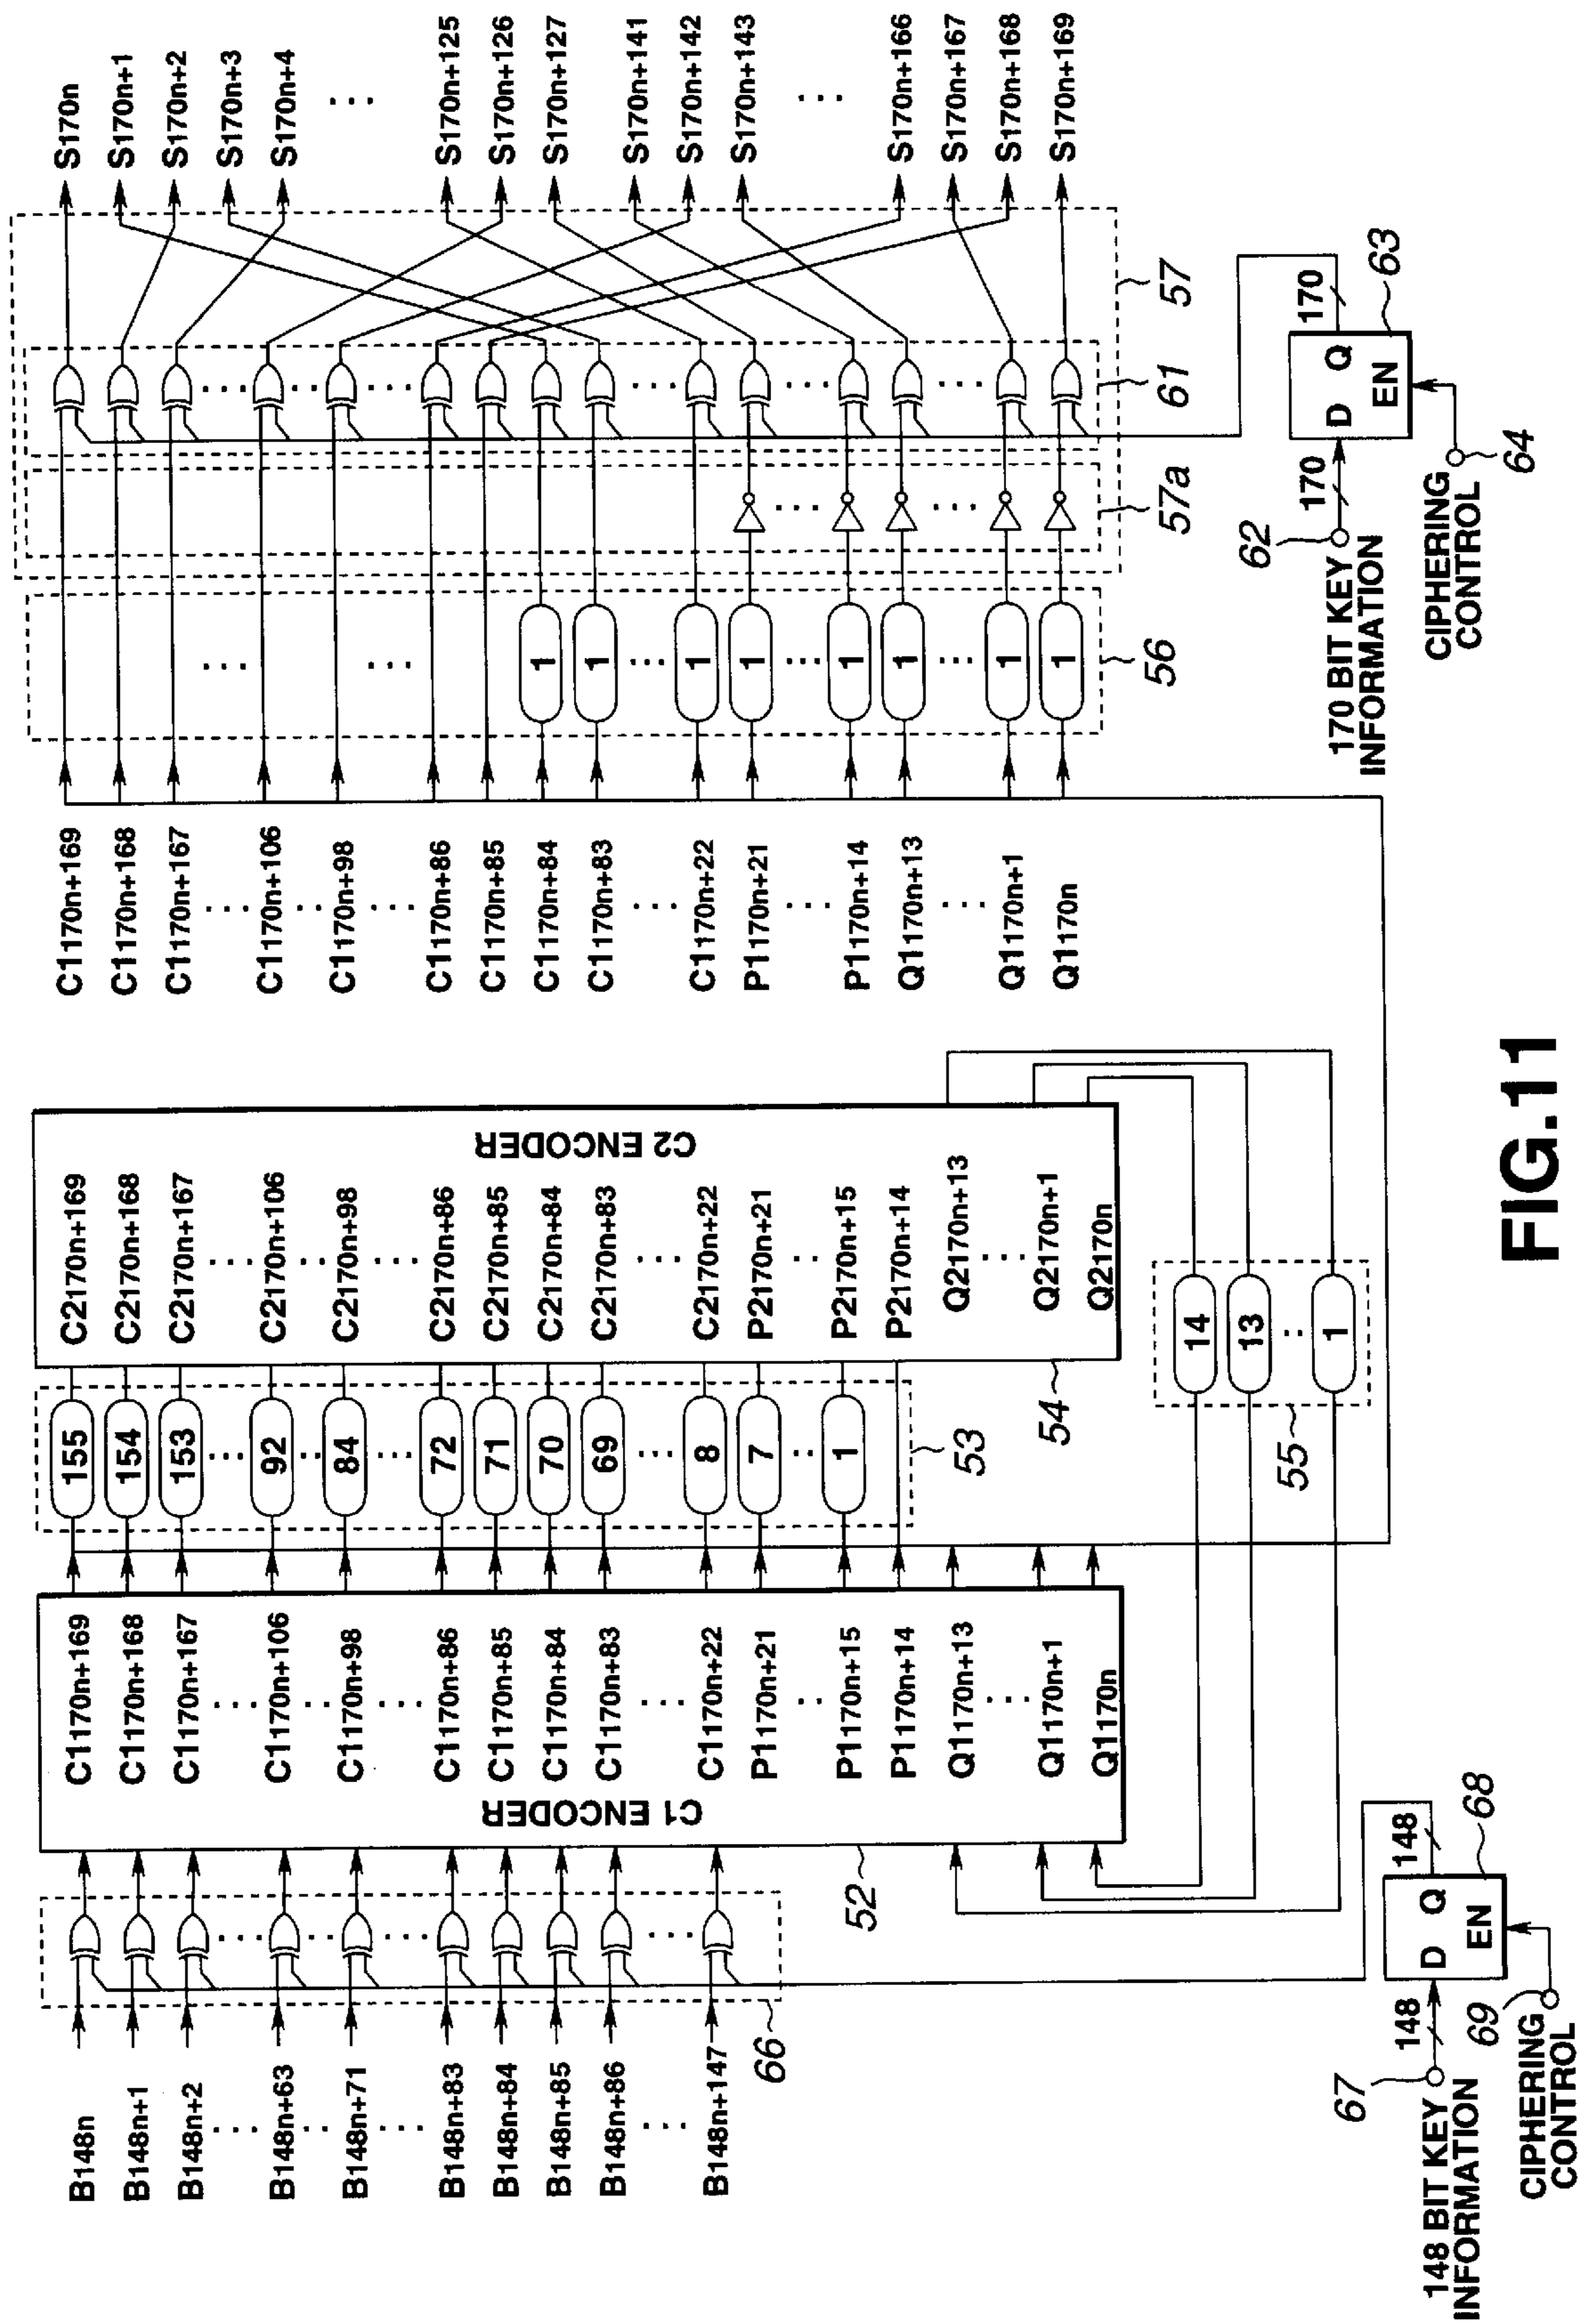 B148n
B148n+1
B148n+2
B148n+63
B148n+71
B148n+83
B148n+84
B148n+85
B148n+86
B148n+147
66
67
148 BIT KEY
INFORMATION
148
D Q
EN
148
68
69
CIPHERING
CONTROL
C1 ENCODER
52
C1170n+169
C1170n+168
C1170n+167
C1170n+106
C1170n+98
C1170n+86
C1170n+85
C1170n+84
C1170n+83
C1170n+22
P1170n+21
P1170n+15
P1170n+14
Q1170n+13
Q1170n+1
Q1170n
155
154
153
92
84
72
71
70
69
8
7
1
53
C2170n+169
C2170n+168
C2170n+167
C2170n+106
C2170n+98
C2170n+86
C2170n+85
C2170n+84
C2170n+83
C2170n+22
P2170n+21
P2170n+15
P2170n+14
Q2170n+13
Q2170n+1
Q2170n
C2 ENCODER
54
14
13
1
55
C1170n+169
C1170n+168
C1170n+167
C1170n+106
C1170n+98
C1170n+86
C1170n+85
C1170n+84
C1170n+83
C1170n+22
P1170n+21
P1170n+14
Q1170n+13
Q1170n+1
Q1170n
1
1
1
1
1
1
1
1
56
57a
61
57
62
170 BIT KEY
INFORMATION
170
D Q
EN
170
63
64
CIPHERING
CONTROL
S170n
S170n+1
S170n+2
S170n+3
S170n+4
S170n+125
S170n+126
S170n+127
S170n+141
S170n+142
S170n+143
S170n+166
S170n+167
S170n+168
S170n+169
FIG.11